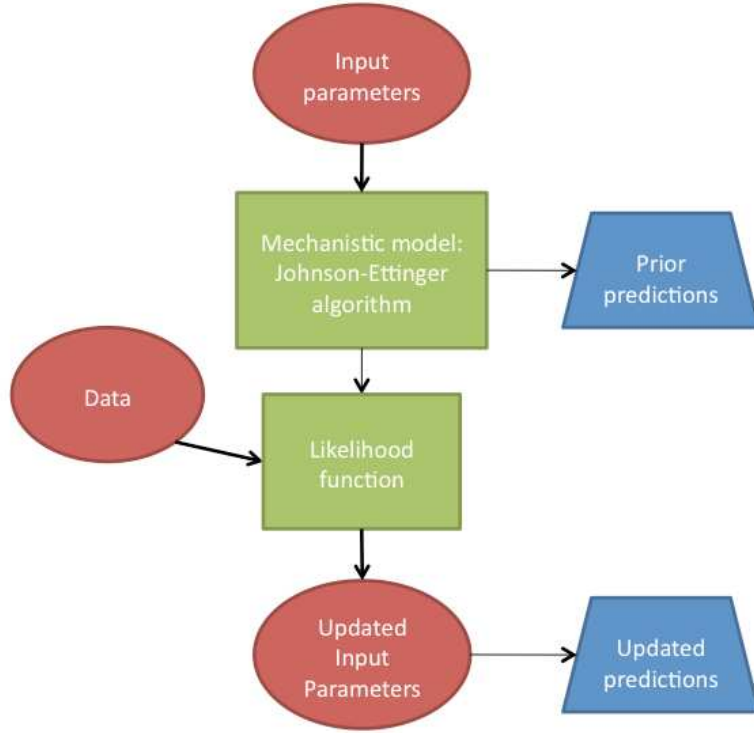 Input
parameters
Mechanistic model:
Johnson-Ettinger
algorithm
Prior
predictions
Data
Likelihood
function
Updated
Input
Parameters
Updated
predictions